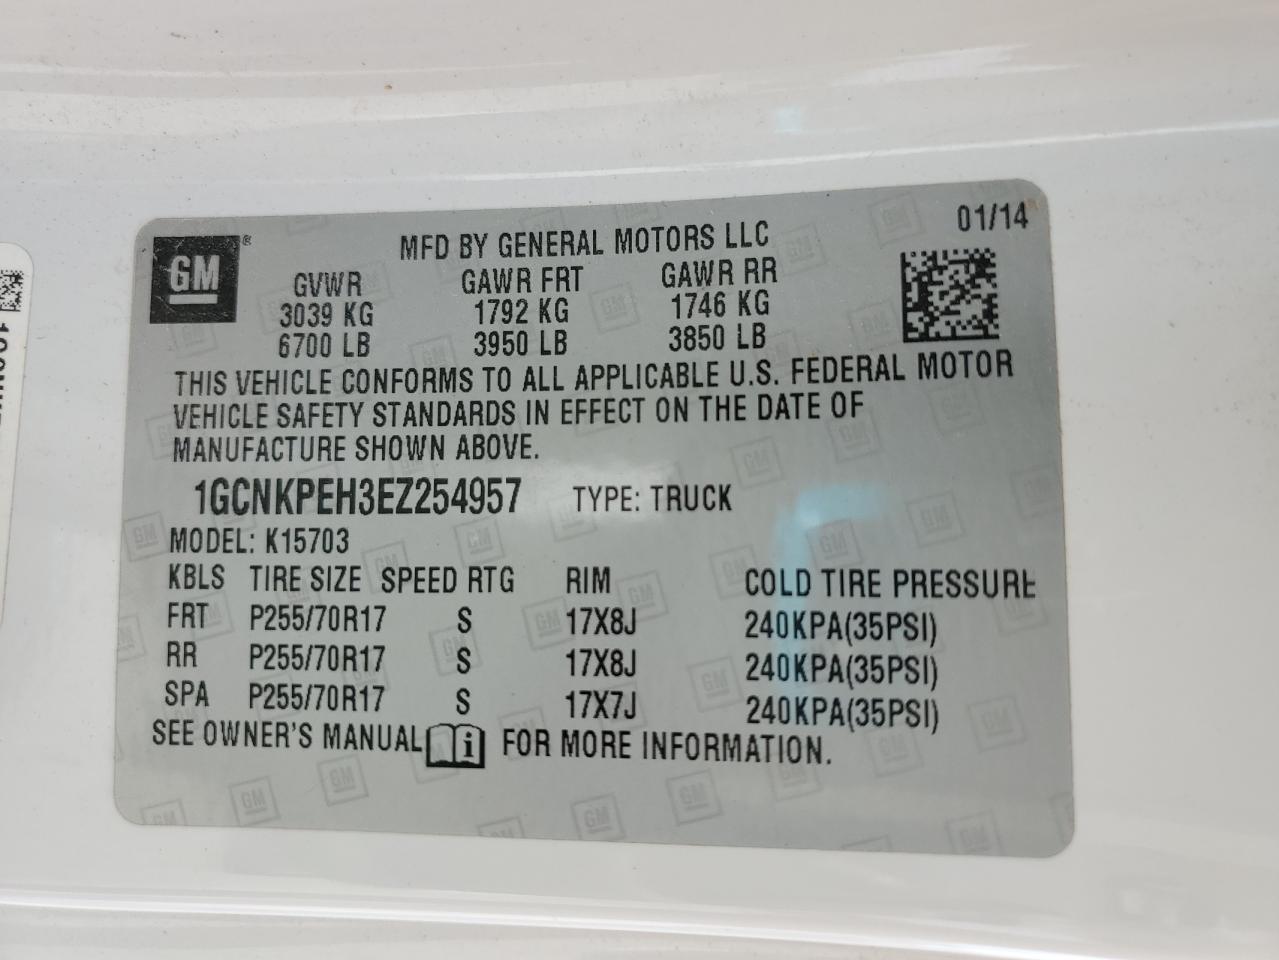 GM®
MFD BY GENERAL MOTORS LLC
01/14
GVWR GAWR FRT GAWR RR
3039 KG 1792 KG 1746 KG
6700 LB 3950 LB 3850 LB
THIS VEHICLE CONFORMS TO ALL APPLICABLE U.S. FEDERAL MOTOR
VEHICLE SAFETY STANDARDS IN EFFECT ON THE DATE OF
MANUFACTURE SHOWN ABOVE.
1GCNKPEH3EZ254957 TYPE: TRUCK
MODEL: K15703
KBLS TIRE SIZE SPEED RTG RIM COLD TIRE PRESSURE
FRT P255/70R17 S 17X8J 240KPA(35PSI)
RR P255/70R17 S 17X8J 240KPA(35PSI)
SPA P255/70R17 S 17X7J 240KPA(35PSI)
SEE OWNER'S MANUAL i FOR MORE INFORMATION.